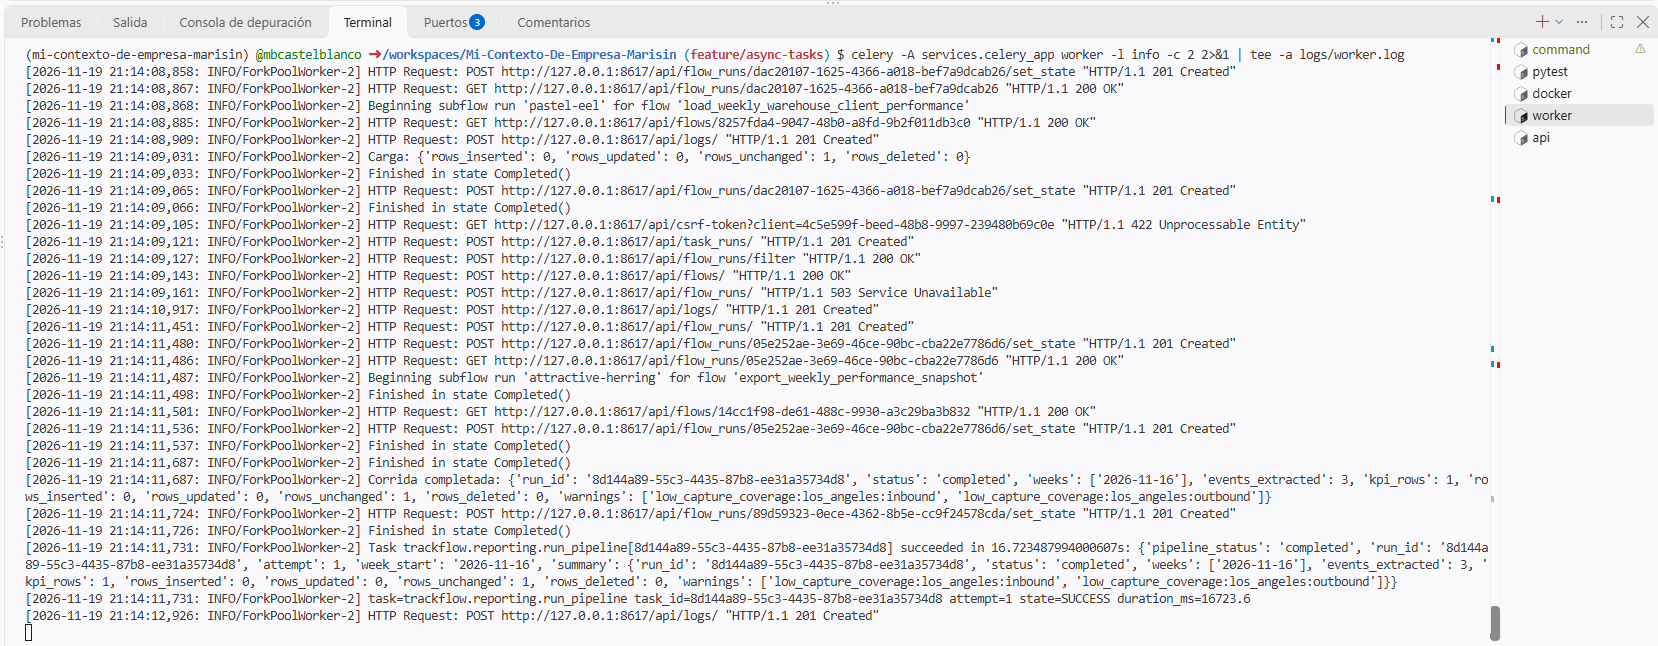 Problemas Salida Consola de depuración Terminal Puertos 3 Comentarios
(mi-contexto-de-empresa-marisin) @mbcastelblanco ➜/workspaces/Mi-Contexto-De-Empresa-Marisin (feature/async-tasks) $ celery -A services.celery_app worker -l info -c 2 2>&1 | tee -a logs/worker.log
[2026-11-19 21:14:08,858: INFO/ForkPoolWorker-2] HTTP Request: POST http://127.0.0.1:8617/api/flow_runs/dac20107-1625-4366-a018-bef7a9dcab26/set_state "HTTP/1.1 201 Created"
[2026-11-19 21:14:08,867: INFO/ForkPoolWorker-2] HTTP Request: GET http://127.0.0.1:8617/api/flow_runs/dac20107-1625-4366-a018-bef7a9dcab26 "HTTP/1.1 200 OK"
[2026-11-19 21:14:08,868: INFO/ForkPoolWorker-2] Beginning subflow run 'pastel-eel' for flow 'load_weekly_warehouse_client_performance'
[2026-11-19 21:14:08,885: INFO/ForkPoolWorker-2] HTTP Request: GET http://127.0.0.1:8617/api/flows/8257fda4-9047-48b0-a8fd-9b2f011db3c0 "HTTP/1.1 200 OK"
[2026-11-19 21:14:08,909: INFO/ForkPoolWorker-2] HTTP Request: POST http://127.0.0.1:8617/api/logs/ "HTTP/1.1 201 Created"
[2026-11-19 21:14:09,031: INFO/ForkPoolWorker-2] Carga: {'rows_inserted': 0, 'rows_updated': 0, 'rows_unchanged': 1, 'rows_deleted': 0}
[2026-11-19 21:14:09,033: INFO/ForkPoolWorker-2] Finished in state Completed()
[2026-11-19 21:14:09,065: INFO/ForkPoolWorker-2] HTTP Request: POST http://127.0.0.1:8617/api/flow_runs/dac20107-1625-4366-a018-bef7a9dcab26/set_state "HTTP/1.1 201 Created"
[2026-11-19 21:14:09,066: INFO/ForkPoolWorker-2] Finished in state Completed()
[2026-11-19 21:14:09,105: INFO/ForkPoolWorker-2] HTTP Request: GET http://127.0.0.1:8617/api/csrf-token?client=4c5e599f-beed-48b8-9997-239480b69c0e "HTTP/1.1 422 Unprocessable Entity"
[2026-11-19 21:14:09,121: INFO/ForkPoolWorker-2] HTTP Request: POST http://127.0.0.1:8617/api/task_runs/ "HTTP/1.1 201 Created"
[2026-11-19 21:14:09,127: INFO/ForkPoolWorker-2] HTTP Request: POST http://127.0.0.1:8617/api/flow_runs/filter "HTTP/1.1 200 OK"
[2026-11-19 21:14:09,143: INFO/ForkPoolWorker-2] HTTP Request: POST http://127.0.0.1:8617/api/flows/ "HTTP/1.1 200 OK"
[2026-11-19 21:14:09,161: INFO/ForkPoolWorker-2] HTTP Request: POST http://127.0.0.1:8617/api/flow_runs/ "HTTP/1.1 503 Service Unavailable"
[2026-11-19 21:14:10,917: INFO/ForkPoolWorker-2] HTTP Request: POST http://127.0.0.1:8617/api/logs/ "HTTP/1.1 201 Created"
[2026-11-19 21:14:11,451: INFO/ForkPoolWorker-2] HTTP Request: POST http://127.0.0.1:8617/api/flow_runs/ "HTTP/1.1 201 Created"
[2026-11-19 21:14:11,480: INFO/ForkPoolWorker-2] HTTP Request: POST http://127.0.0.1:8617/api/flow_runs/05e252ae-3e69-46ce-90bc-cba22e7786d6/set_state "HTTP/1.1 201 Created"
[2026-11-19 21:14:11,486: INFO/ForkPoolWorker-2] HTTP Request: GET http://127.0.0.1:8617/api/flow_runs/05e252ae-3e69-46ce-90bc-cba22e7786d6 "HTTP/1.1 200 OK"
[2026-11-19 21:14:11,487: INFO/ForkPoolWorker-2] Beginning subflow run 'attractive-herring' for flow 'export_weekly_performance_snapshot'
[2026-11-19 21:14:11,498: INFO/ForkPoolWorker-2] Finished in state Completed()
[2026-11-19 21:14:11,501: INFO/ForkPoolWorker-2] HTTP Request: GET http://127.0.0.1:8617/api/flows/14cc1f98-de61-488c-9930-a3c29ba3b832 "HTTP/1.1 200 OK"
[2026-11-19 21:14:11,536: INFO/ForkPoolWorker-2] HTTP Request: POST http://127.0.0.1:8617/api/flow_runs/05e252ae-3e69-46ce-90bc-cba22e7786d6/set_state "HTTP/1.1 201 Created"
[2026-11-19 21:14:11,537: INFO/ForkPoolWorker-2] Finished in state Completed()
[2026-11-19 21:14:11,687: INFO/ForkPoolWorker-2] Finished in state Completed()
[2026-11-19 21:14:11,687: INFO/ForkPoolWorker-2] Corrida completada: {'run_id': '8d144a89-55c3-4435-87b8-ee31a35734d8', 'status': 'completed', 'weeks': ['2026-11-16'], 'events_extracted': 3, 'kpi_rows': 1, 'ro
ws_inserted': 0, 'rows_updated': 0, 'rows_unchanged': 1, 'rows_deleted': 0, 'warnings': ['low_capture_coverage:los_angeles:inbound', 'low_capture_coverage:los_angeles:outbound']}
[2026-11-19 21:14:11,724: INFO/ForkPoolWorker-2] HTTP Request: POST http://127.0.0.1:8617/api/flow_runs/89d59323-0ece-4362-8b5e-cc9f24578cda/set_state "HTTP/1.1 201 Created"
[2026-11-19 21:14:11,726: INFO/ForkPoolWorker-2] Finished in state Completed()
[2026-11-19 21:14:11,731: INFO/ForkPoolWorker-2] Task trackflow.reporting.run_pipeline[8d144a89-55c3-4435-87b8-ee31a35734d8] succeeded in 16.723487994000607s: {'pipeline_status': 'completed', 'run_id': '8d144a
89-55c3-4435-87b8-ee31a35734d8', 'attempt': 1, 'week_start': '2026-11-16', 'summary': {'run_id': '8d144a89-55c3-4435-87b8-ee31a35734d8', 'status': 'completed', 'weeks': ['2026-11-16'], 'events_extracted': 3, '
kpi_rows': 1, 'rows_inserted': 0, 'rows_updated': 0, 'rows_unchanged': 1, 'rows_deleted': 0, 'warnings': ['low_capture_coverage:los_angeles:inbound', 'low_capture_coverage:los_angeles:outbound']}}
[2026-11-19 21:14:11,731: INFO/ForkPoolWorker-2] task=trackflow.reporting.run_pipeline task_id=8d144a89-55c3-4435-87b8-ee31a35734d8 attempt=1 state=SUCCESS duration_ms=16723.6
[2026-11-19 21:14:12,926: INFO/ForkPoolWorker-2] HTTP Request: POST http://127.0.0.1:8617/api/logs/ "HTTP/1.1 201 Created"
command
pytest
docker
worker
api